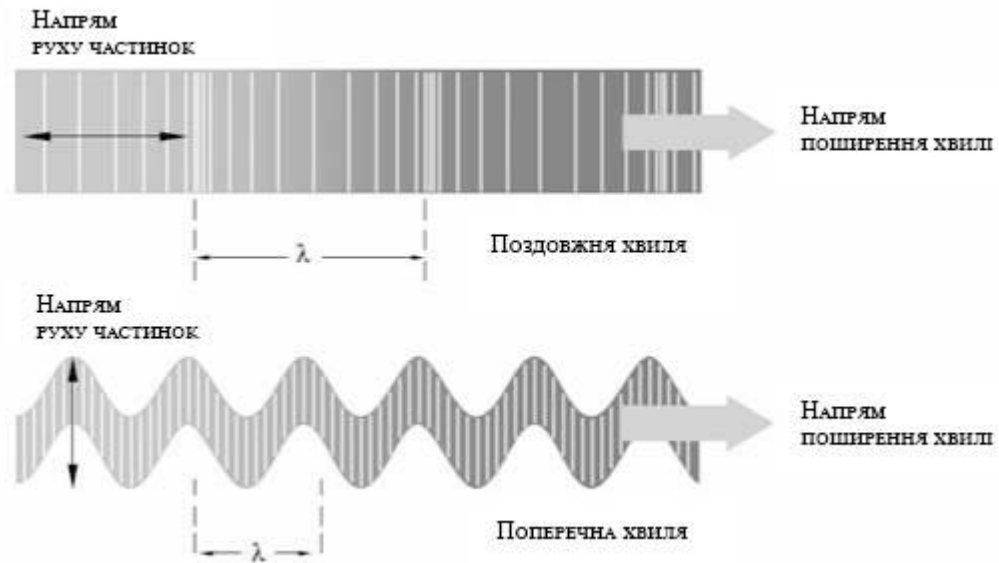 Напрям
руху частинок
Напрям
поширення хвилі
λ
Поздовжня хвиля
Напрям
руху частинок
Напрям
поширення хвилі
Поперечна хвиля
λ